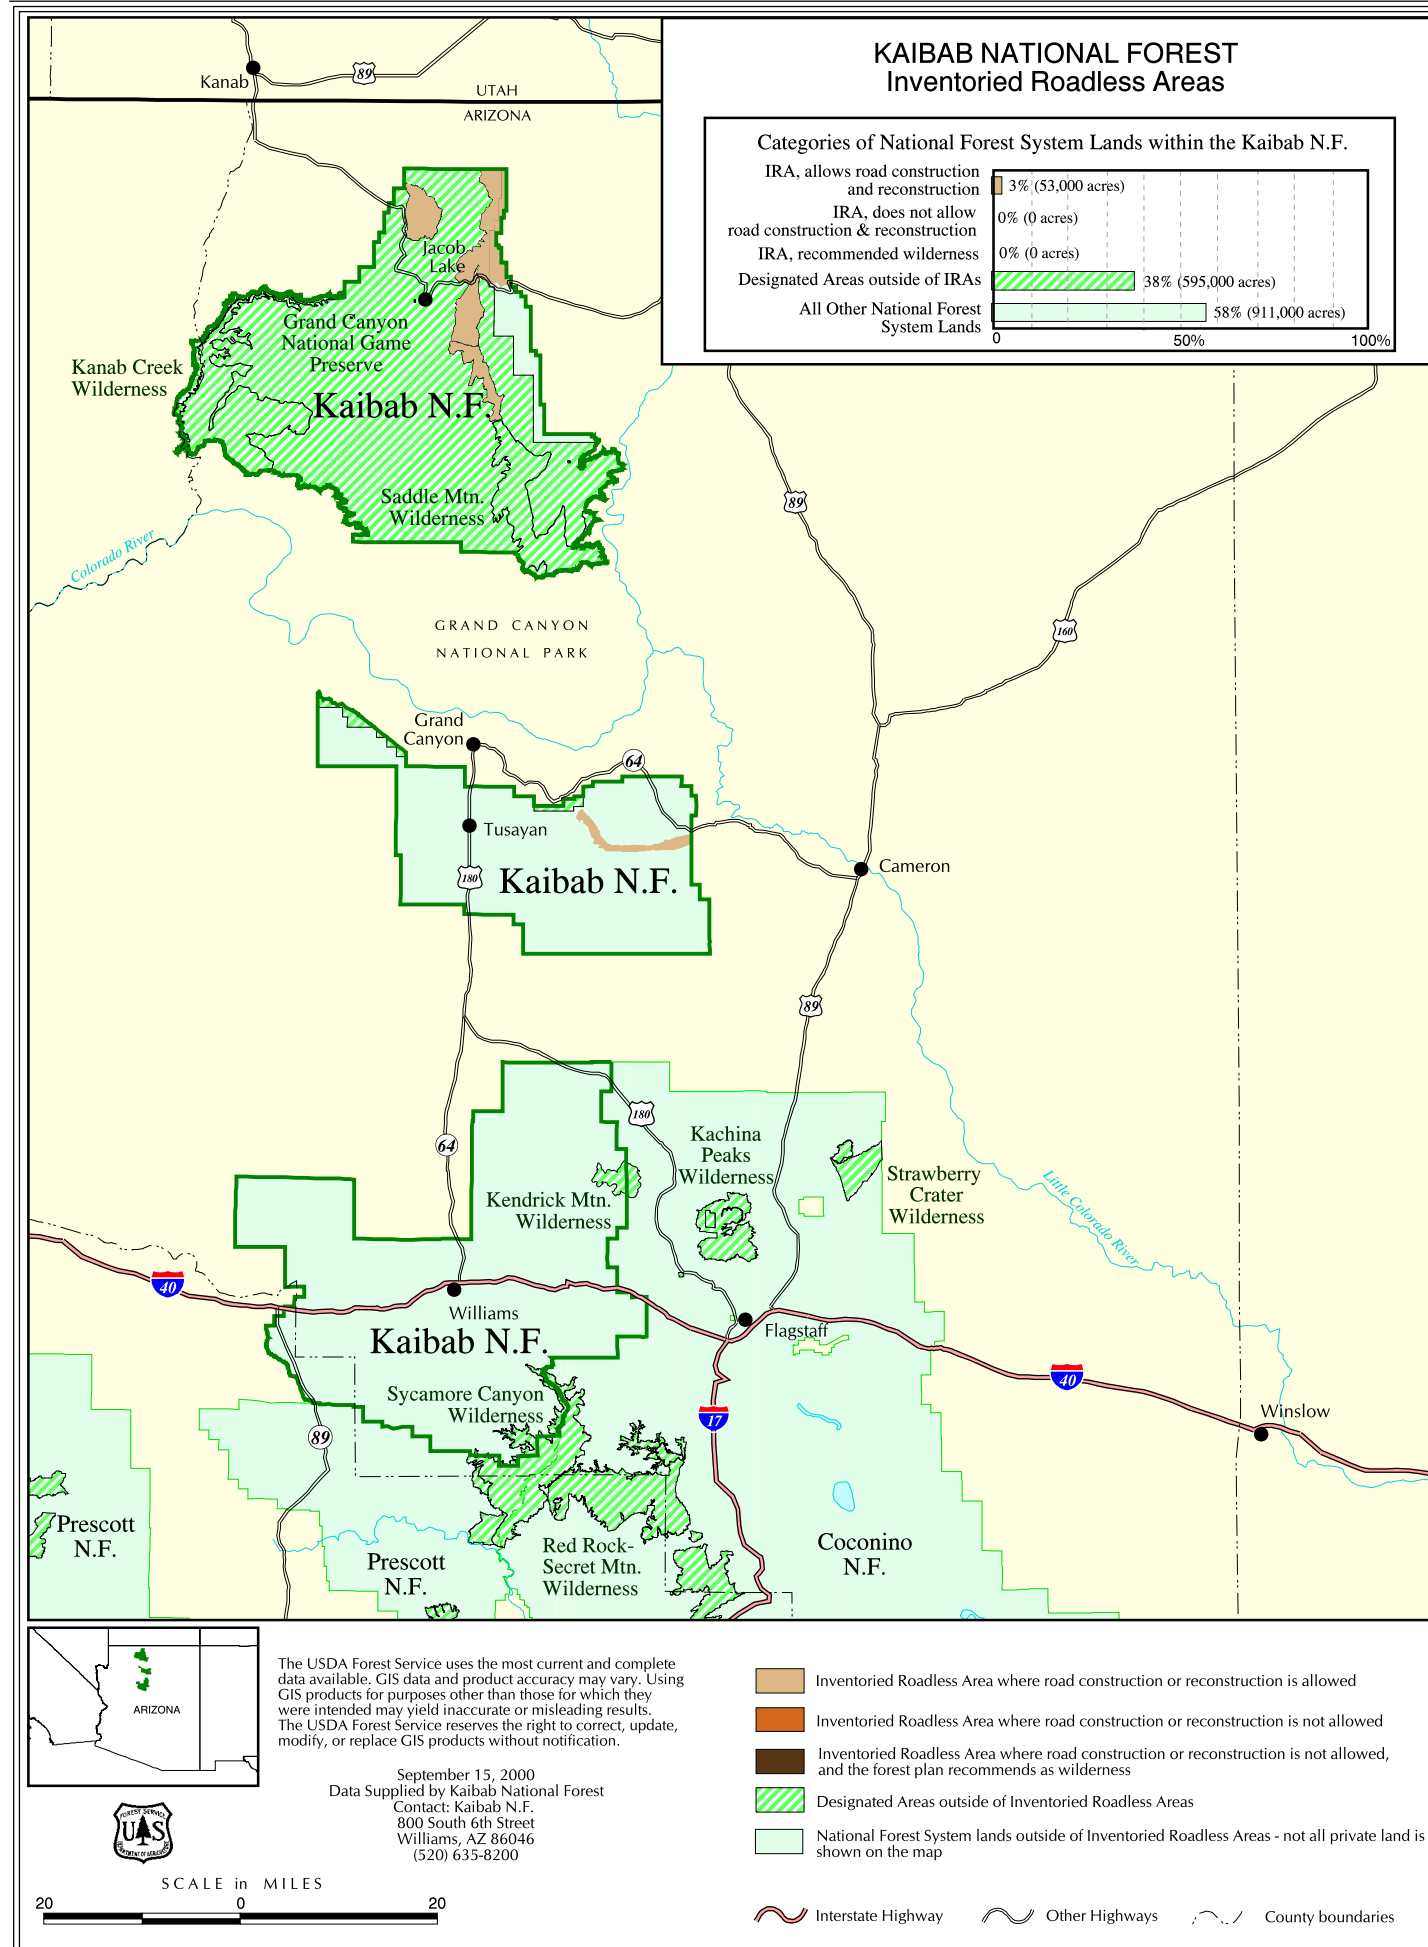 KAIBAB NATIONAL FOREST
Inventoried Roadless Areas
Categories of National Forest System Lands within the Kaibab N.F.
IRA, allows road construction
and reconstruction
3% (53,000 acres)
IRA, does not allow
road construction & reconstruction
0% (0 acres)
IRA, recommended wilderness
0% (0 acres)
Designated Areas outside of IRAs
38% (595,000 acres)
All Other National Forest
System Lands
58% (911,000 acres)
0
50%
100%
Kanab
89
UTAH
ARIZONA
Jacob
Lake
Grand Canyon
National Game
Preserve
Kanab Creek
Wilderness
Kaibab N.F.
Saddle Mtn.
Wilderness
89
Colorado River
GRAND CANYON
NATIONAL PARK
160
Grand
Canyon
64
Tusayan
180
Kaibab N.F.
Cameron
89
180
64
Kachina
Peaks
Wilderness
Strawberry
Crater
Wilderness
Kendrick Mtn.
Wilderness
Little Colorado River
40
Williams
Kaibab N.F.
Flagstaff
40
Sycamore Canyon
Wilderness
17
Winslow
89
Prescott
N.F.
Prescott
N.F.
Red Rock-
Secret Mtn.
Wilderness
Coconino
N.F.
ARIZONA
The USDA Forest Service uses the most current and complete
data available. GIS data and product accuracy may vary. Using
GIS products for purposes other than those for which they
were intended may yield inaccurate or misleading results.
The USDA Forest Service reserves the right to correct, update,
modify, or replace GIS products without notification.
September 15, 2000
Data Supplied by Kaibab National Forest
Contact: Kaibab N.F.
800 South 6th Street
Williams, AZ 86046
(520) 635-8200
FOREST SERVICE
U S
DEPARTMENT OF AGRICULTURE
SCALE in MILES
20
0
20
Inventoried Roadless Area where road construction or reconstruction is allowed
Inventoried Roadless Area where road construction or reconstruction is not allowed
Inventoried Roadless Area where road construction or reconstruction is not allowed,
and the forest plan recommends as wilderness
Designated Areas outside of Inventoried Roadless Areas
National Forest System lands outside of Inventoried Roadless Areas - not all private land is
shown on the map
Interstate Highway
Other Highways
County boundaries